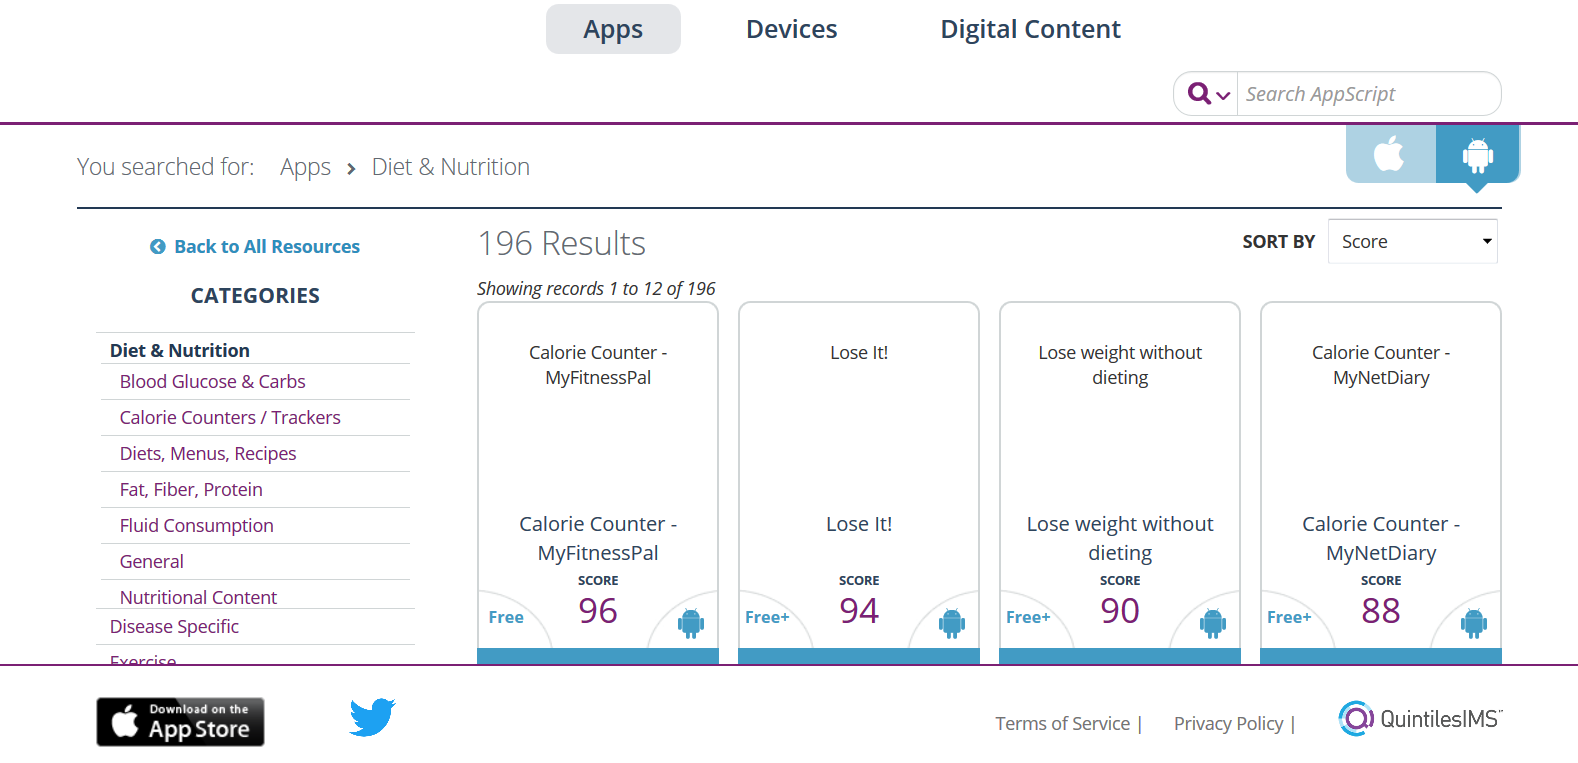 Apps
Devices
Digital Content
Search AppScript
You searched for: Apps > Diet & Nutrition
Back to All Resources
CATEGORIES
Diet & Nutrition
Blood Glucose & Carbs
Calorie Counters / Trackers
Diets, Menus, Recipes
Fat, Fiber, Protein
Fluid Consumption
General
Nutritional Content
Disease Specific
Exercise
196 Results
SORT BY
Score
Showing records 1 to 12 of 196
Calorie Counter -
MyFitnessPal
Calorie Counter -
MyFitnessPal
SCORE
Free
96
Lose It!
Lose It!
SCORE
Free+
94
Lose weight without
dieting
Lose weight without
dieting
SCORE
Free+
90
Calorie Counter -
MyNetDiary
Calorie Counter -
MyNetDiary
SCORE
Free+
88
Download on the
App Store
Terms of Service |
Privacy Policy |
QuintilesIMS™